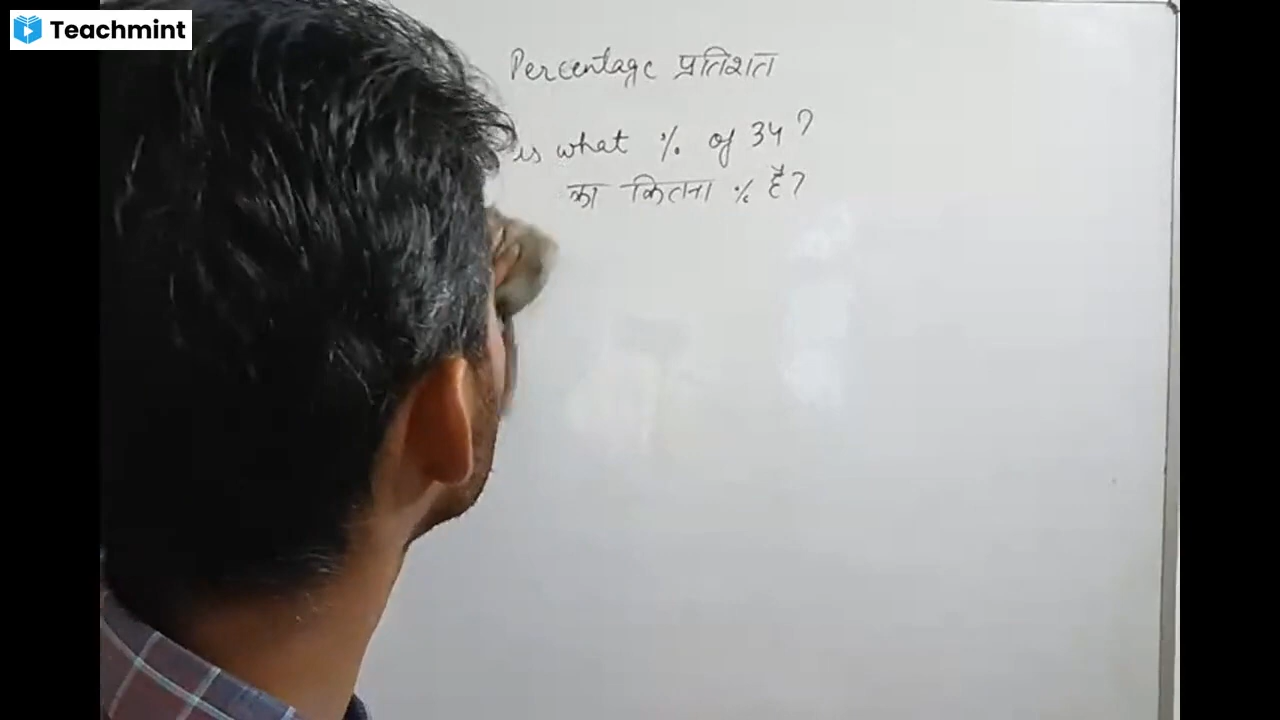 Teachmint
Percentage प्रतिशत
is what % of 34?
का कितना % है?